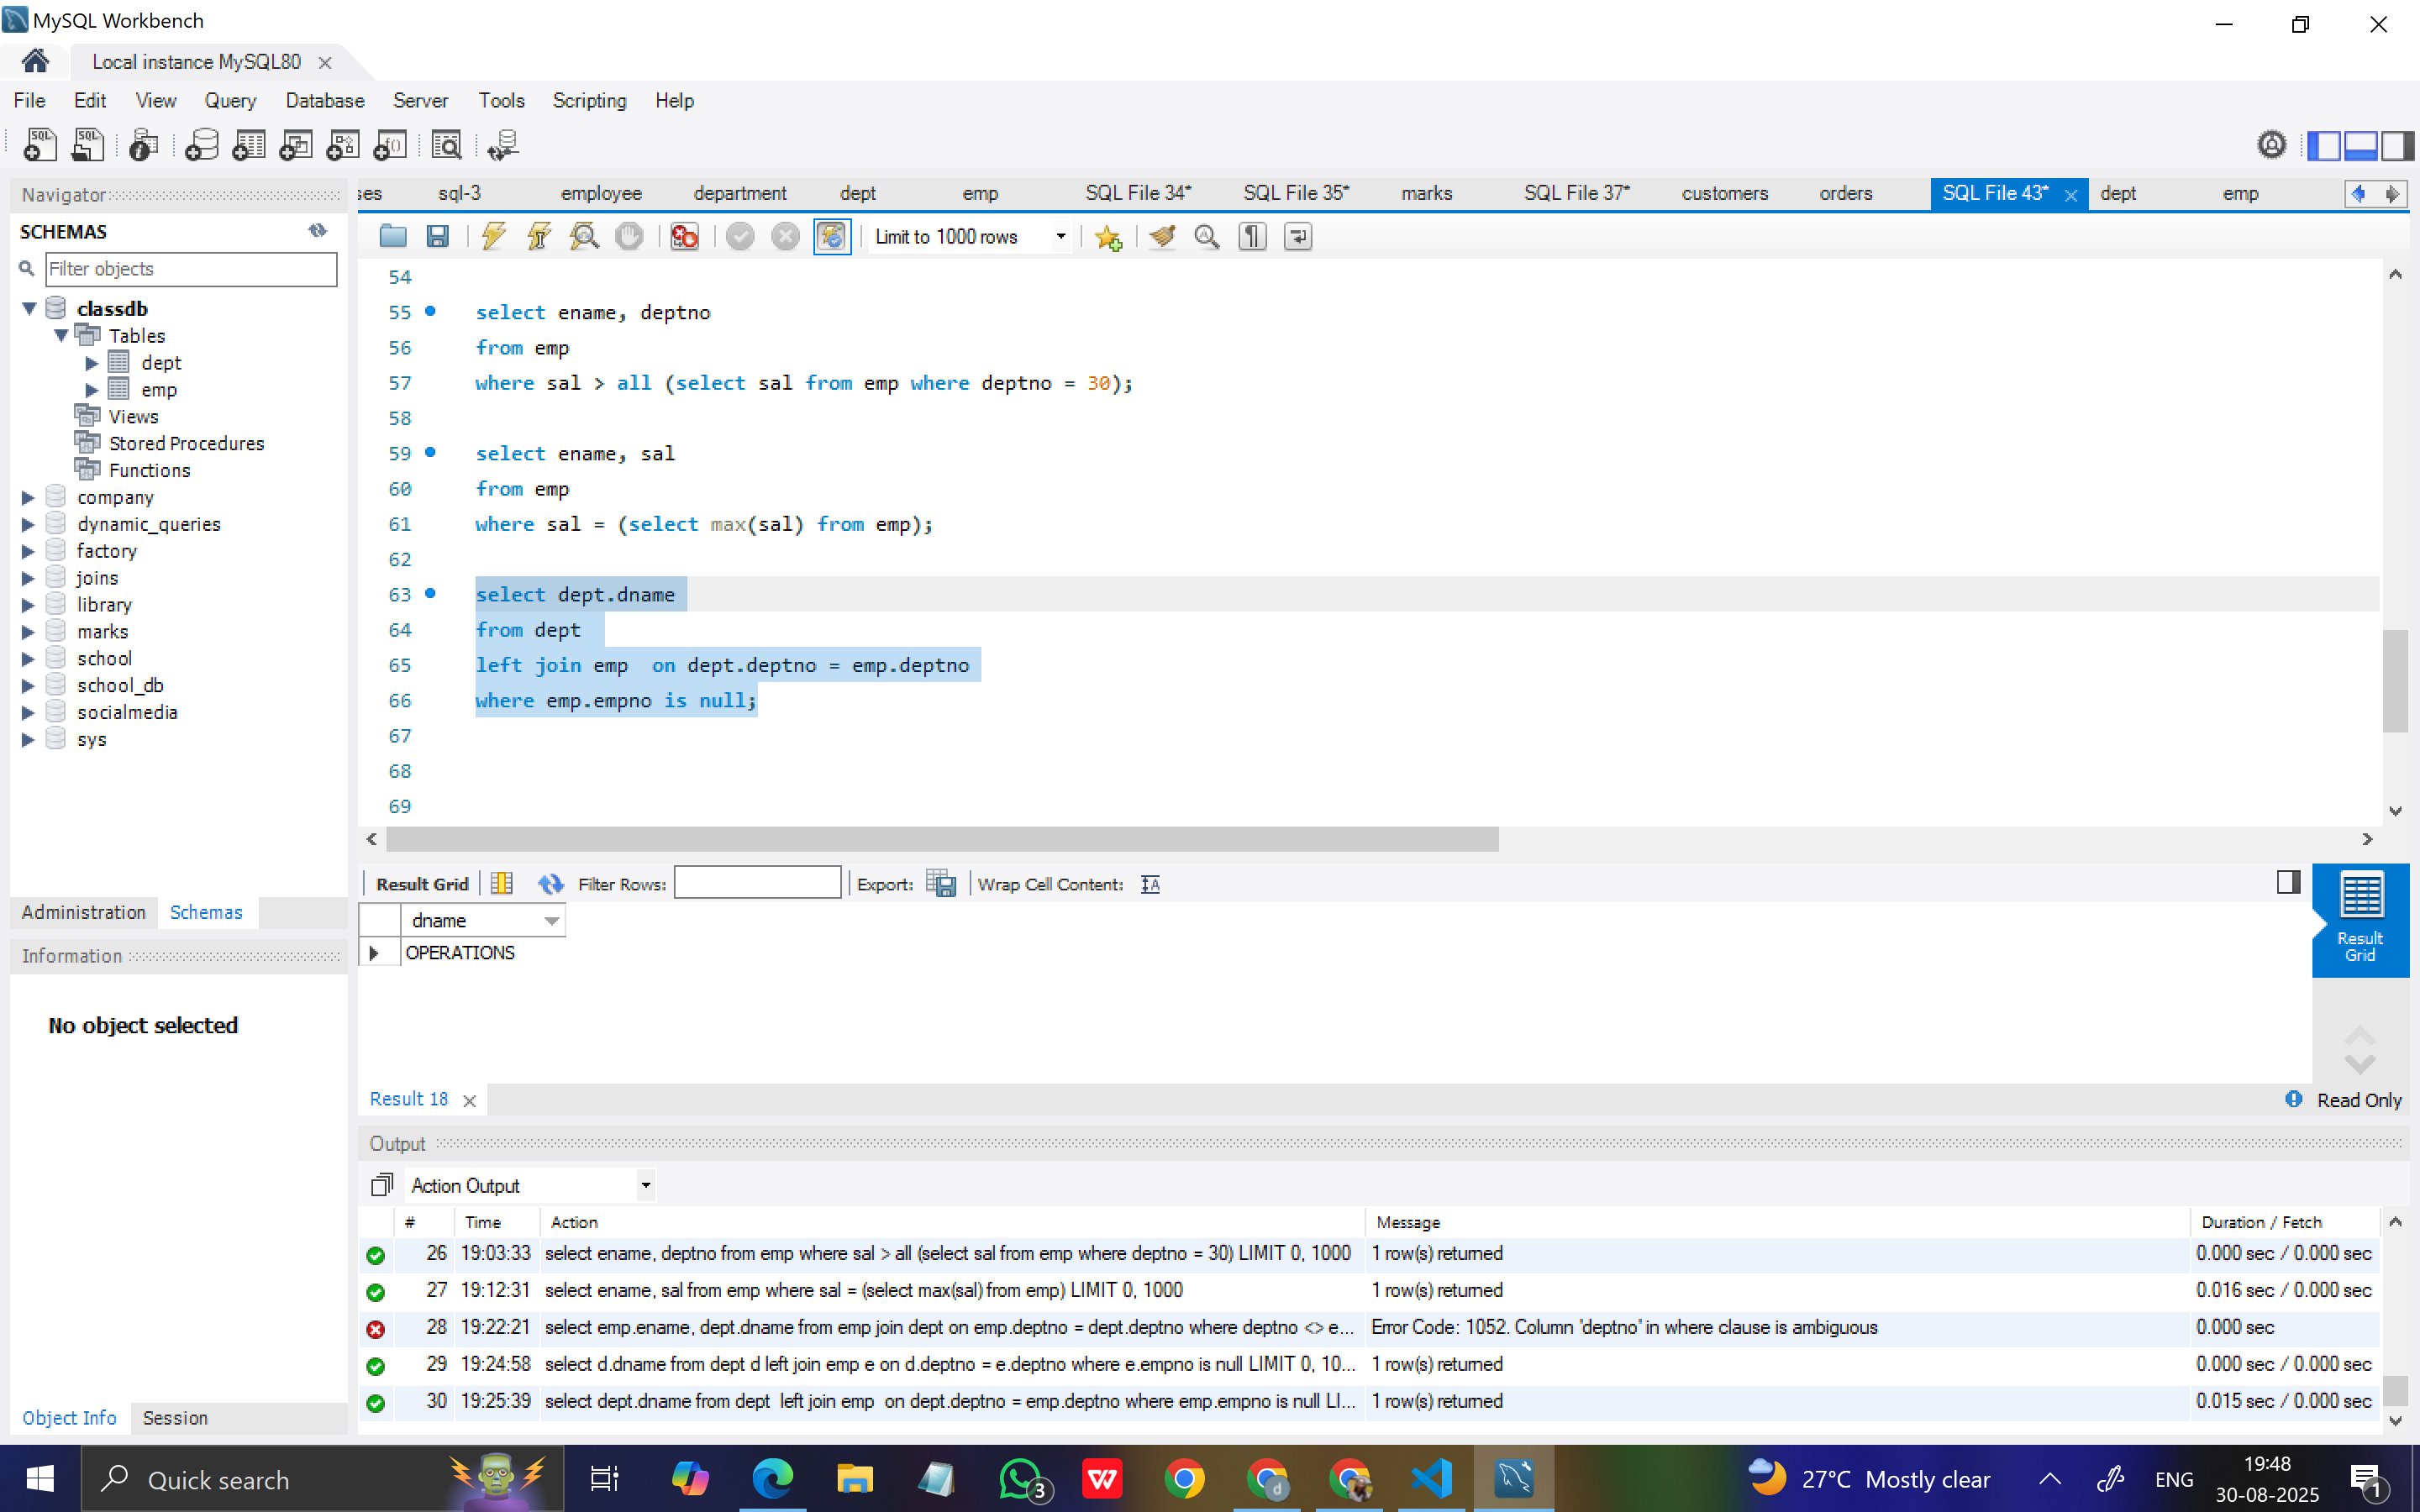 MySQL Workbench
Local instance MySQL80
File Edit View Query Database Server Tools Scripting Help
Navigator
SCHEMAS
Filter objects
classdb
Tables
dept
emp
Views
Stored Procedures
Functions
company
dynamic_queries
factory
joins
library
marks
school
school_db
socialmedia
sys
Administration Schemas
Information
No object selected
Object Info Session
ses sql-3 employee department dept emp SQL File 34* SQL File 35* marks SQL File 37* customers orders SQL File 43* dept emp
Limit to 1000 rows
54
55 select ename, deptno
56 from emp
57 where sal > all (select sal from emp where deptno = 30);
58
59 select ename, sal
60 from emp
61 where sal = (select max(sal) from emp);
62
63 select dept.dname
64 from dept
65 left join emp  on dept.deptno = emp.deptno
66 where emp.empno is null;
67
68
69
Result Grid Filter Rows: Export: Wrap Cell Content:
dname
OPERATIONS
Result Grid
Result 18 Read Only
Output
Action Output
# Time Action Message Duration / Fetch
26 19:03:33 select ename, deptno from emp where sal > all (select sal from emp where deptno = 30) LIMIT 0, 1000 1 row(s) returned 0.000 sec / 0.000 sec
27 19:12:31 select ename, sal from emp where sal = (select max(sal) from emp) LIMIT 0, 1000 1 row(s) returned 0.016 sec / 0.000 sec
28 19:22:21 select emp.ename, dept.dname from emp join dept on emp.deptno = dept.deptno where deptno <> e... Error Code: 1052. Column 'deptno' in where clause is ambiguous 0.000 sec
29 19:24:58 select d.dname from dept d left join emp e on d.deptno = e.deptno where e.empno is null LIMIT 0, 10... 1 row(s) returned 0.000 sec / 0.000 sec
30 19:25:39 select dept.dname from dept  left join emp  on dept.deptno = emp.deptno where emp.empno is null LI... 1 row(s) returned 0.015 sec / 0.000 sec
Quick search
3
W
d
27°C Mostly clear
ENG
19:48
30-08-2025
1